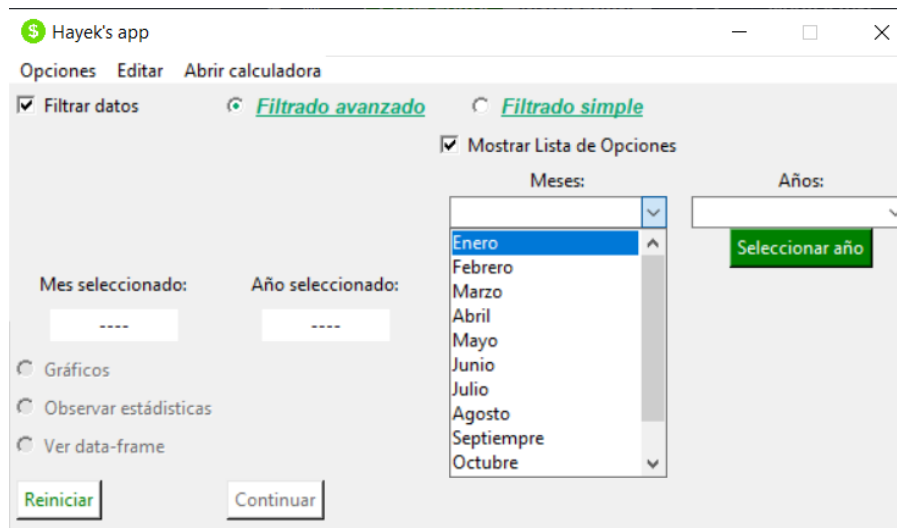 $ Hayek's app
Opciones Editar Abrir calculadora
Filtrar datos Filtrado avanzado Filtrado simple
Mostrar Lista de Opciones
Meses: Años:
Enero
Seleccionar año
Febrero
Marzo
Abril
Mayo
Junio
Julio
Agosto
Septiembre
Octubre
Mes seleccionado: Año seleccionado:
---- ----
Gráficos
Observar estádisticas
Ver data-frame
Reiniciar Continuar